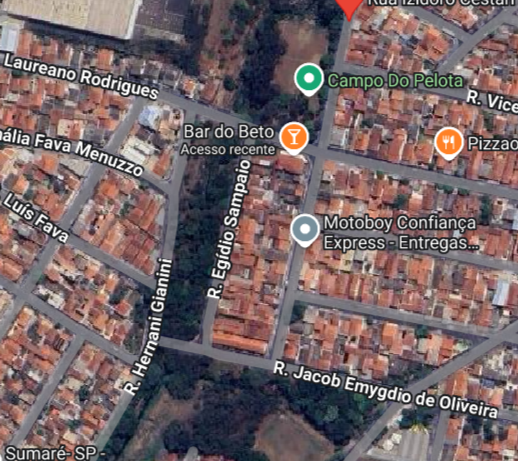 Rua Izidoro Cestari
Laureano Rodrigues
Campo Do Pelota
R. Vice
Bar do Beto
Acesso recente
Pizzao
ália Fava Menuzzo
Luís Fava
R. Egídio Sampaio
Motoboy Confiança
Express - Entregas...
R. Hernani Gianini
R. Jacob Emygdio de Oliveira
Sumaré- SP -